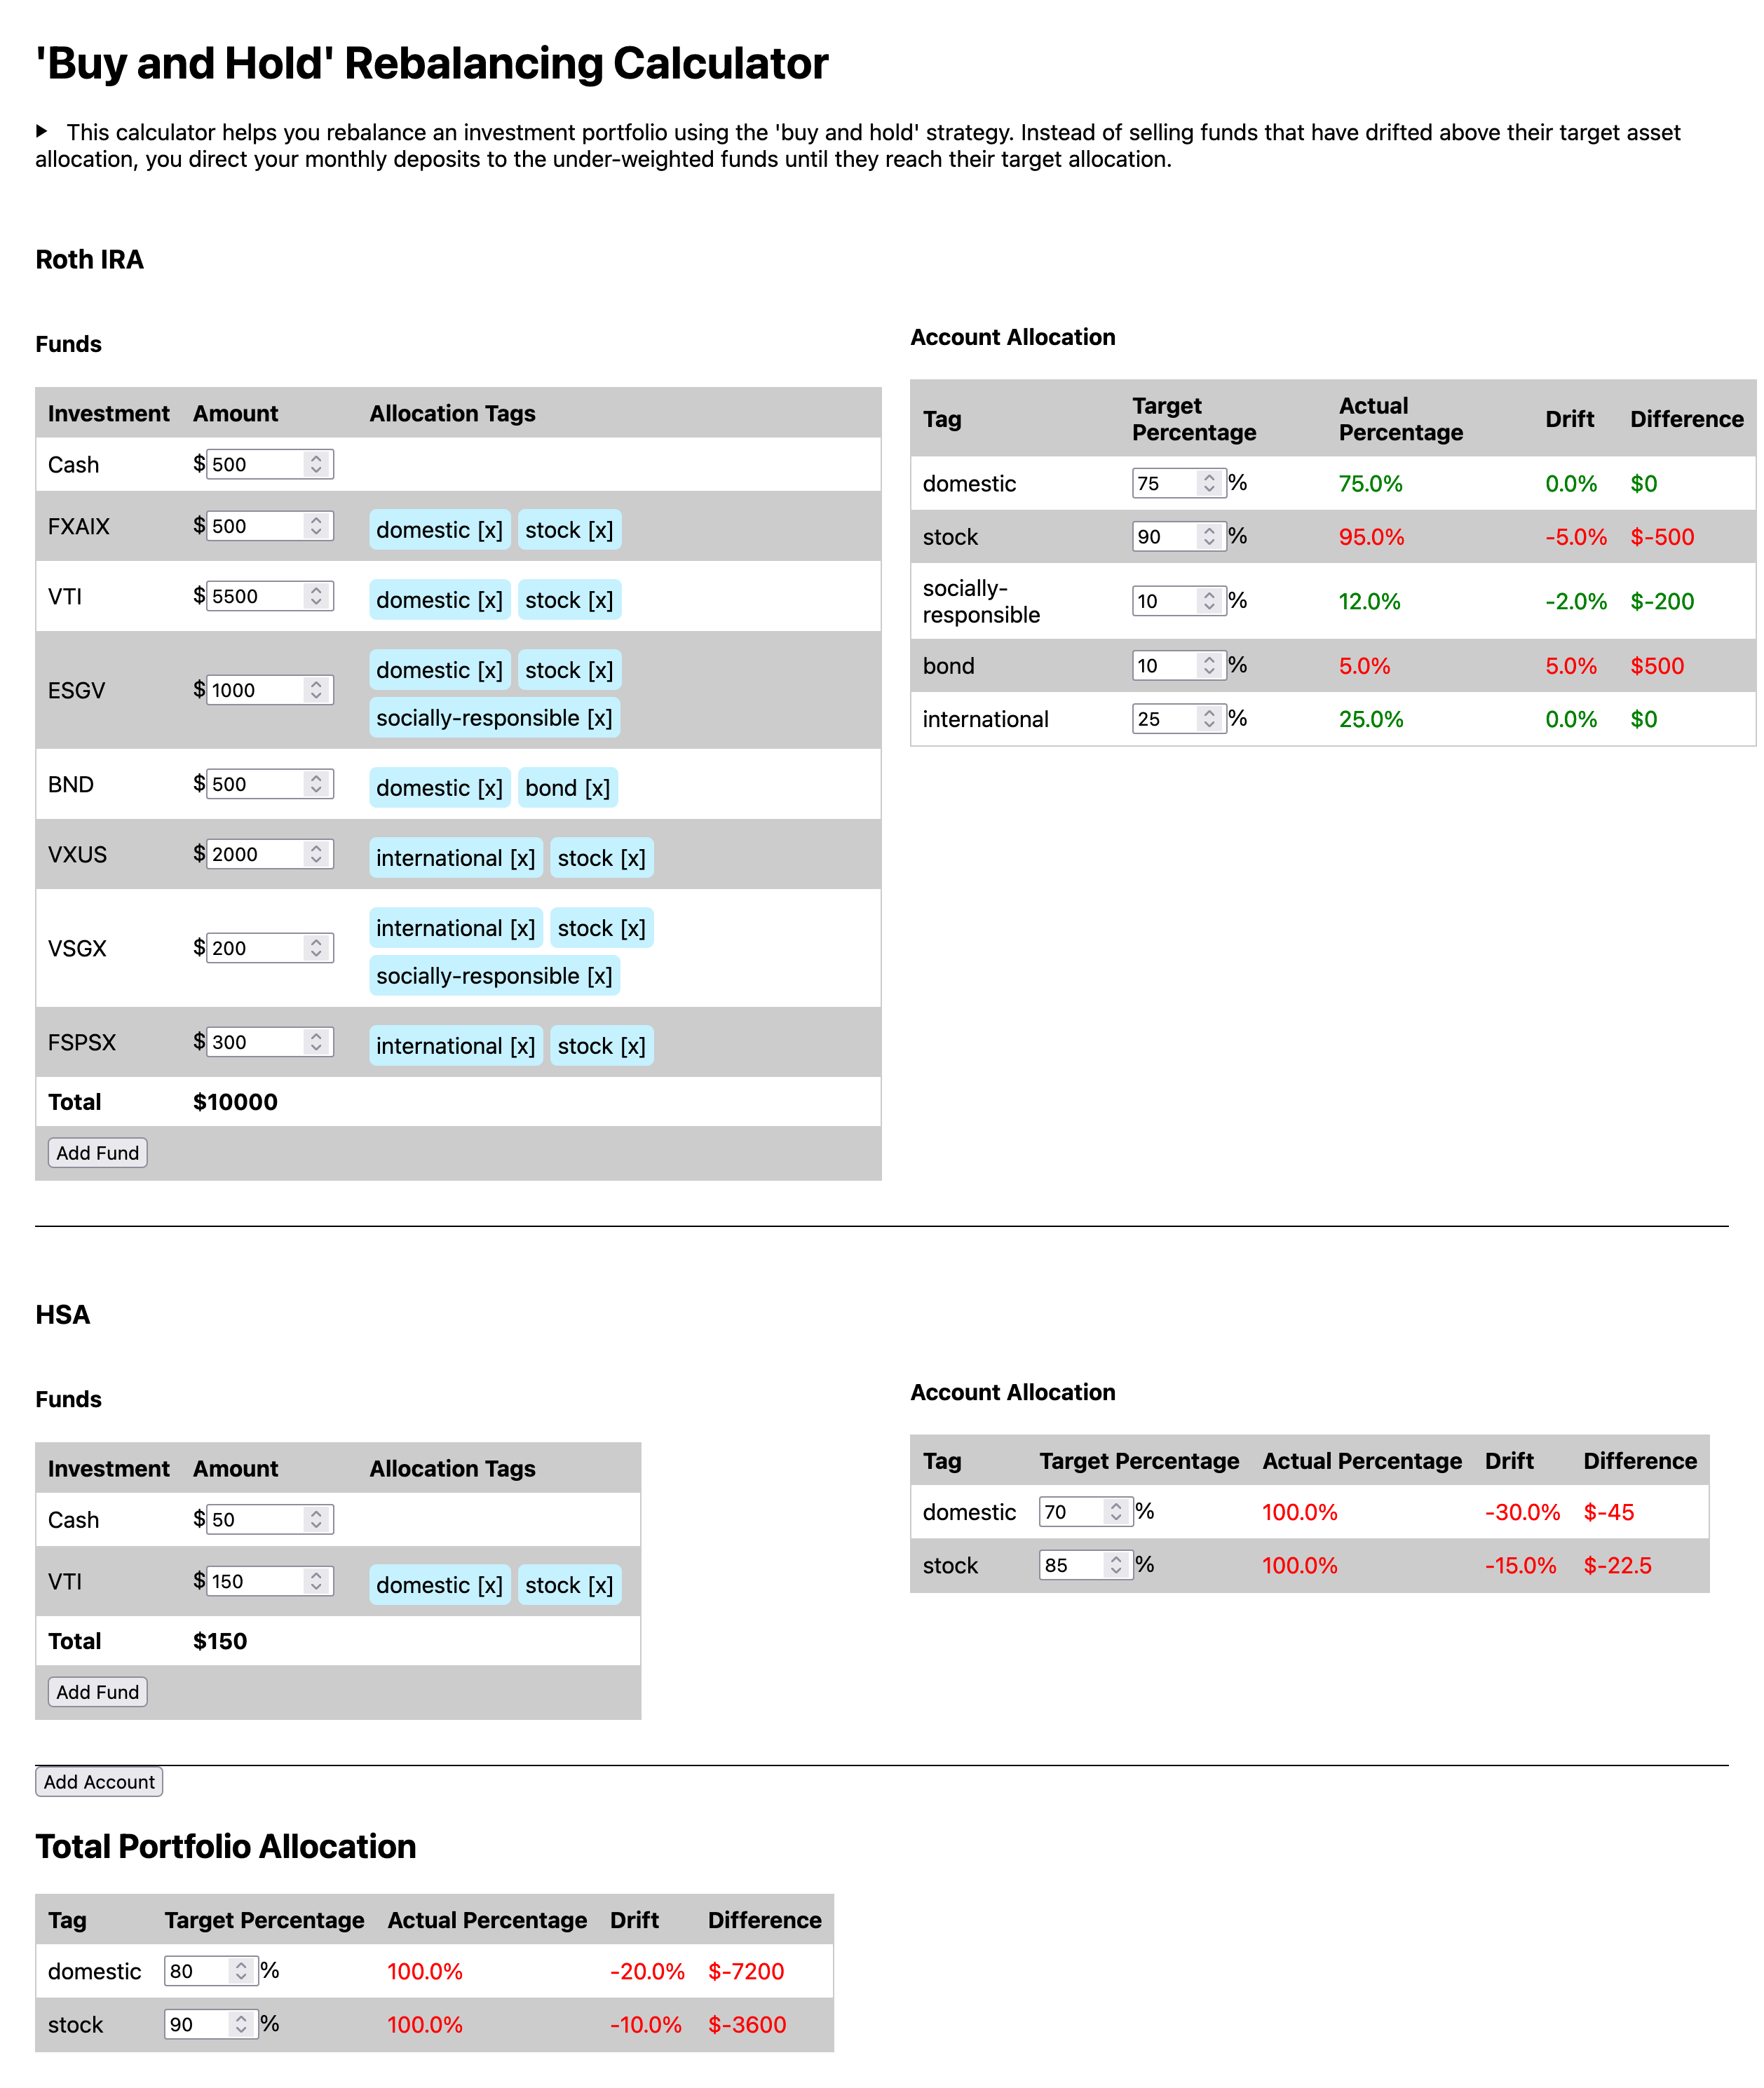 'Buy and Hold' Rebalancing Calculator
▶ This calculator helps you rebalance an investment portfolio using the 'buy and hold' strategy. Instead of selling funds that have drifted above their target asset
allocation, you direct your monthly deposits to the under-weighted funds until they reach their target allocation.
Roth IRA
Funds
Investment Amount Allocation Tags
Cash $ 500
FXAIX $ 500 domestic [x] stock [x]
VTI $ 5500 domestic [x] stock [x]
ESGV $ 1000 domestic [x] stock [x]
socially-responsible [x]
BND $ 500 domestic [x] bond [x]
VXUS $ 2000 international [x] stock [x]
VSGX $ 200 international [x] stock [x]
socially-responsible [x]
FSPSX $ 300 international [x] stock [x]
Total $10000
Add Fund
Account Allocation
Tag Target Percentage Actual Percentage Drift Difference
domestic 75 % 75.0% 0.0% $0
stock 90 % 95.0% -5.0% $-500
socially-
responsible 10 % 12.0% -2.0% $-200
bond 10 % 5.0% 5.0% $500
international 25 % 25.0% 0.0% $0
HSA
Funds
Investment Amount Allocation Tags
Cash $ 50
VTI $ 150 domestic [x] stock [x]
Total $150
Add Fund
Account Allocation
Tag Target Percentage Actual Percentage Drift Difference
domestic 70 % 100.0% -30.0% $-45
stock 85 % 100.0% -15.0% $-22.5
Add Account
Total Portfolio Allocation
Tag Target Percentage Actual Percentage Drift Difference
domestic 80 % 100.0% -20.0% $-7200
stock 90 % 100.0% -10.0% $-3600